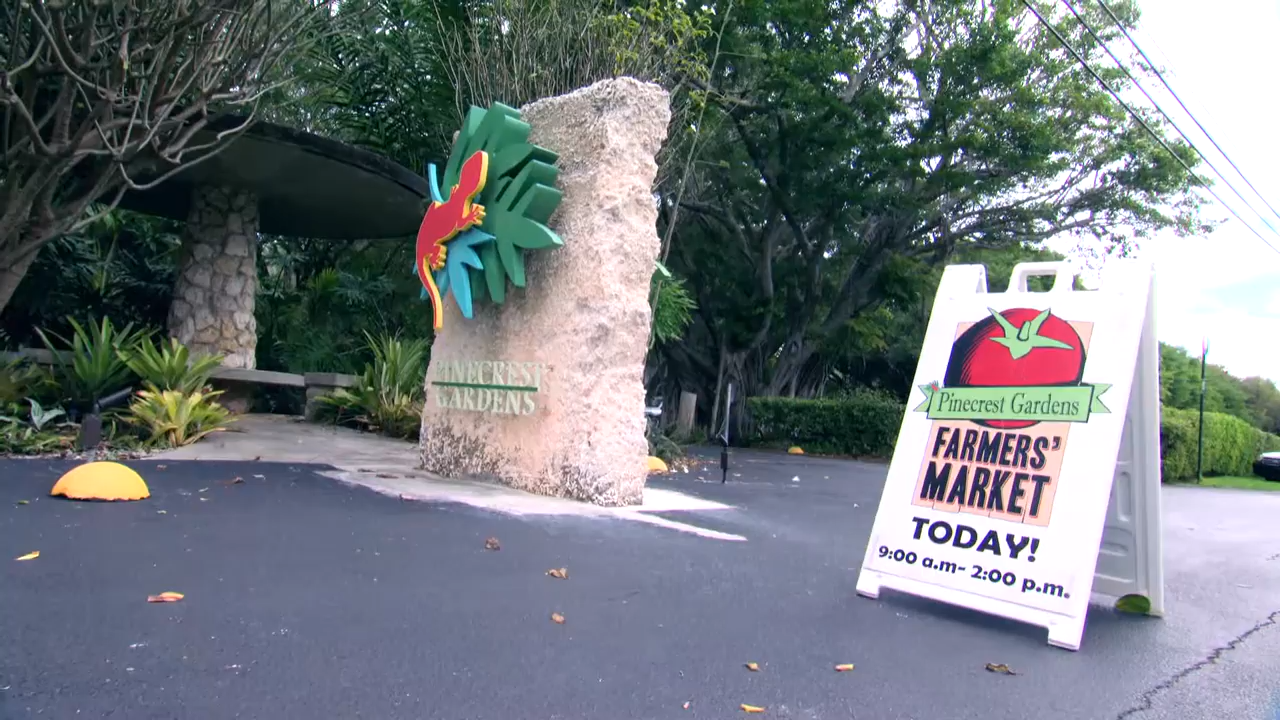 PINECREST
GARDENS
Pinecrest Gardens
FARMERS'
MARKET
TODAY!
9:00 a.m- 2:00 p.m.